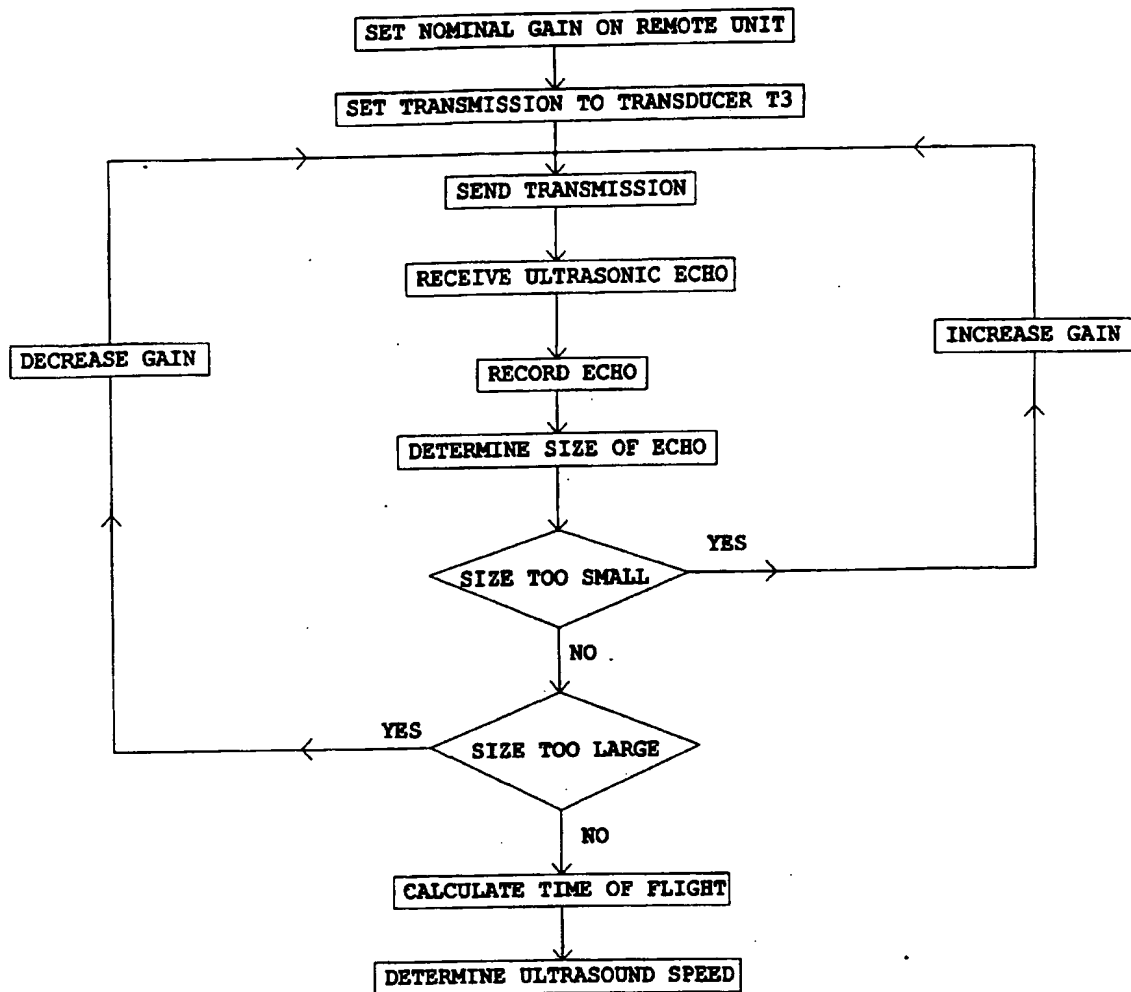 SET NOMINAL GAIN ON REMOTE UNIT
SET TRANSMISSION TO TRANSDUCER T3
SEND TRANSMISSION
RECEIVE ULTRASONIC ECHO
DECREASE GAIN
INCREASE GAIN
RECORD ECHO
DETERMINE SIZE OF ECHO
YES
SIZE TOO SMALL
NO
YES
SIZE TOO LARGE
NO
CALCULATE TIME OF FLIGHT
DETERMINE ULTRASOUND SPEED